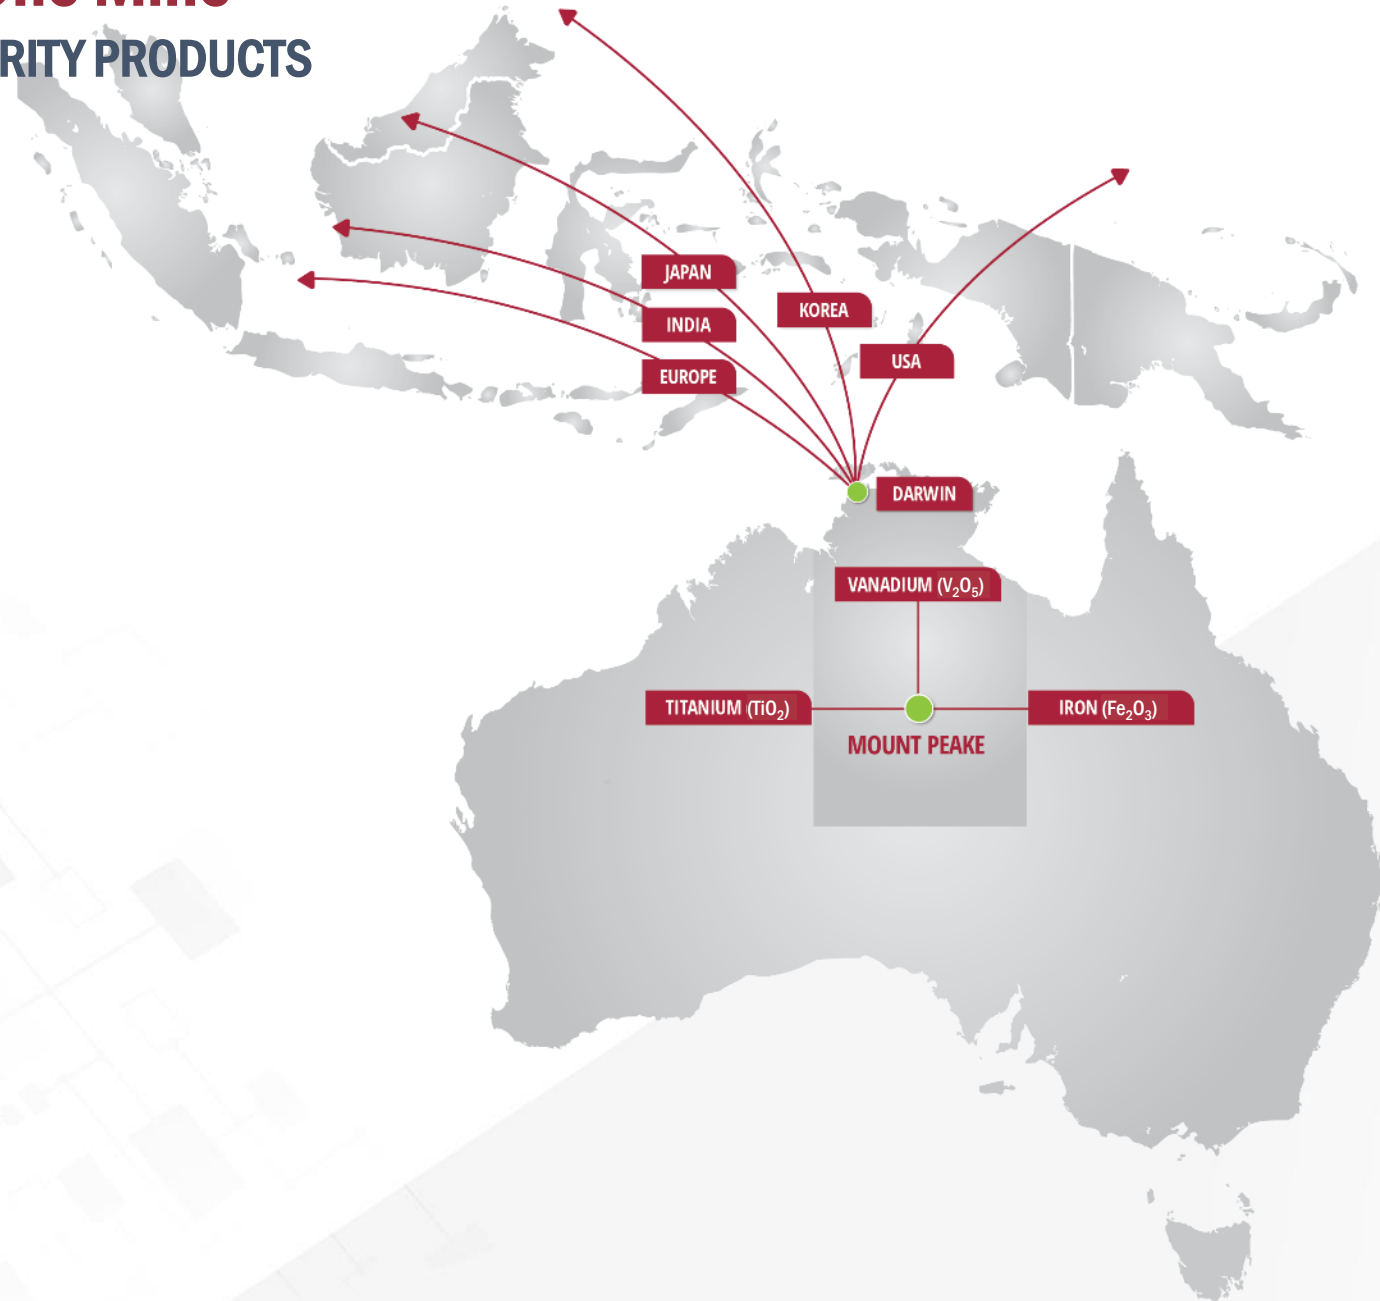 RITY PRODUCTS
JAPAN
KOREA
INDIA
USA
EUROPE
DARWIN
VANADIUM (V₂O₅)
TITANIUM (TiO₂)
IRON (Fe₂O₃)
MOUNT PEAKE